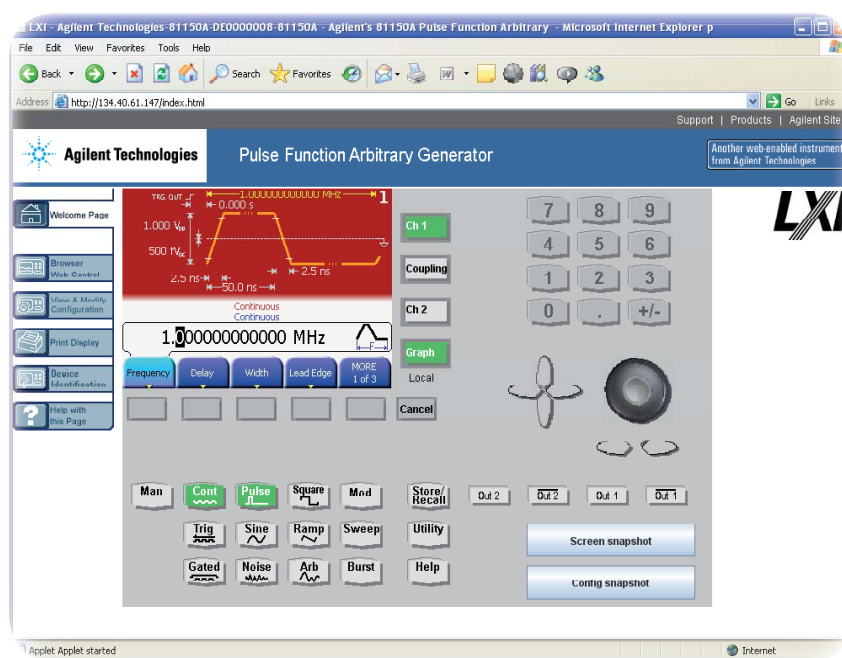 LXI - Agilent Technologies-81150A-DE0000008-81150A - Agilent's 81150A Pulse Function Arbitrary - Microsoft Internet Explorer p
File Edit View Favorites Tools Help
Back Search Favorites
Address http://134.40.61.147/index.html Go Links
Support | Products | Agilent Site
Agilent Technologies Pulse Function Arbitrary Generator
Another web-enabled instrument
from Agilent Technologies
LXI
Welcome Page
Browser
Web Control
View & Modify
Configuration
Print Display
Device
Identification
Help with
this Page
TRG. OUT 1.00000000000 MHz 1
0.000 s
1.000 Vpp
500 mVdc
2.5 ns 2.5 ns
50.0 ns
Continuous
Continuous
1.00000000000 MHz F
Frequency Delay Width Lead Edge MORE
1 of 3
Ch 1
Coupling
Ch 2
Graph
Local
Cancel
7 8 9
4 5 6
1 2 3
0 . +/-
Man Cont Pulse Square Mod Store/
Recall Out 2 Out 2 Out 1 Out 1
Trig Sine Ramp Sweep Utility
Screen snapshot
Gated Noise Arb Burst Help
Config snapshot
Applet Applet started Internet